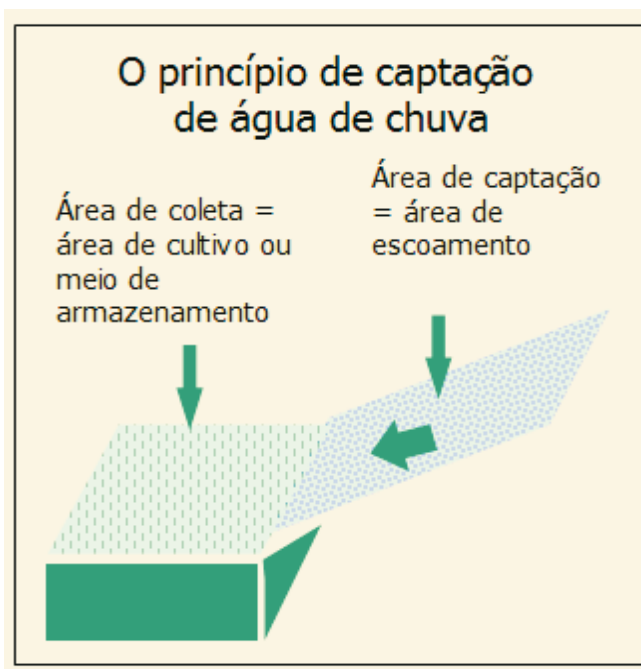 O princípio de captação
de água de chuva
Área de coleta =
área de cultivo ou
meio de
armazenamento
Área de captação
= área de
escoamento